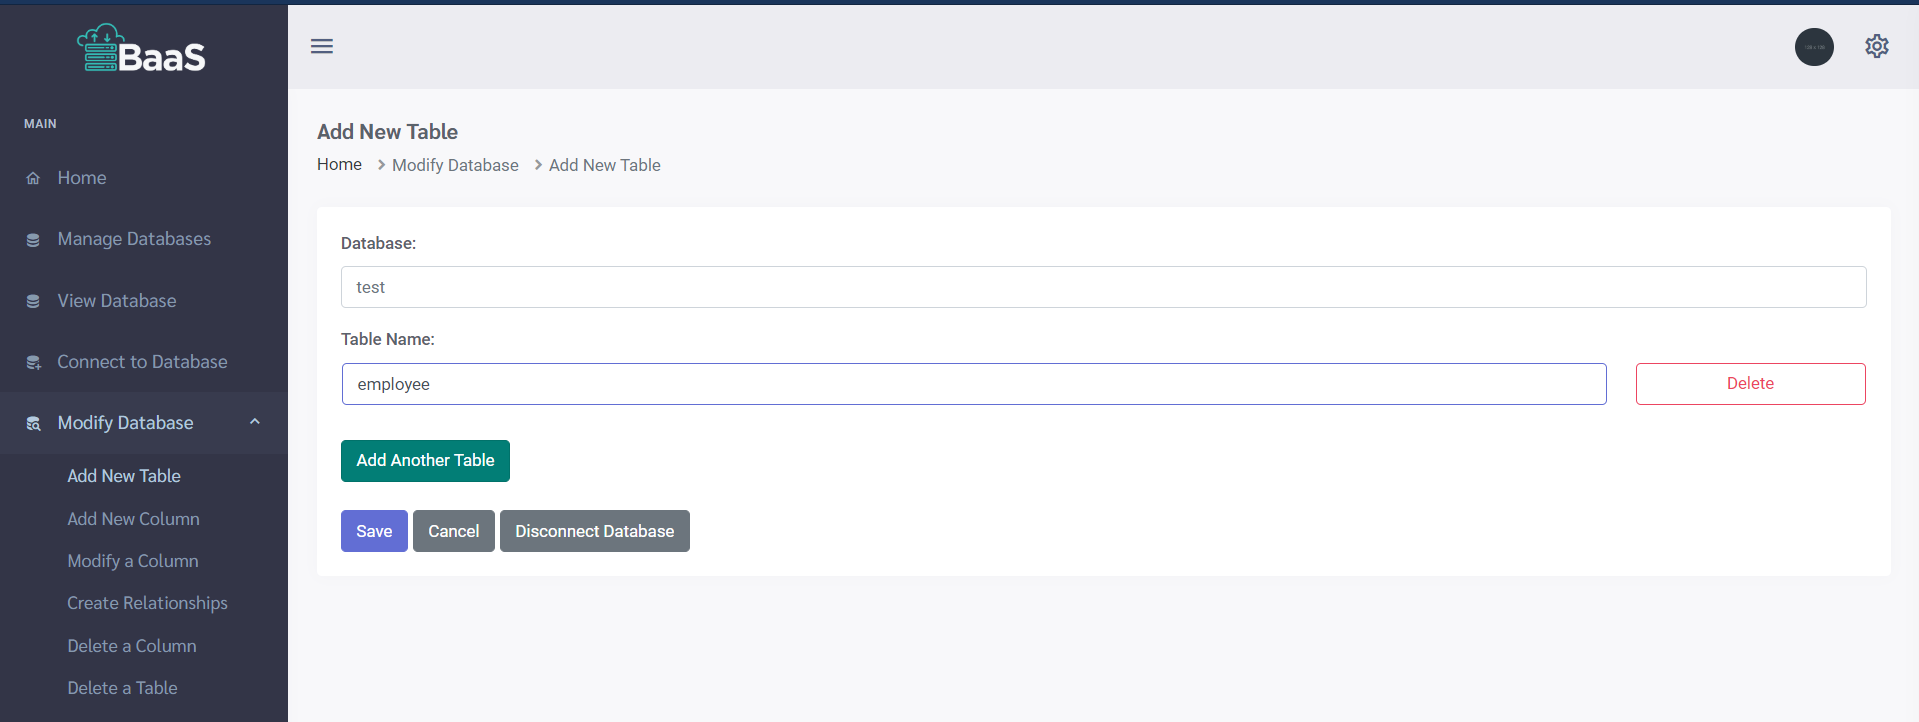 BaaS
MAIN
Home
Manage Databases
View Database
Connect to Database
Modify Database
Add New Table
Add New Column
Modify a Column
Create Relationships
Delete a Column
Delete a Table
Add New Table
Home > Modify Database > Add New Table
Database:
test
Table Name:
employee Delete
Add Another Table
Save Cancel Disconnect Database